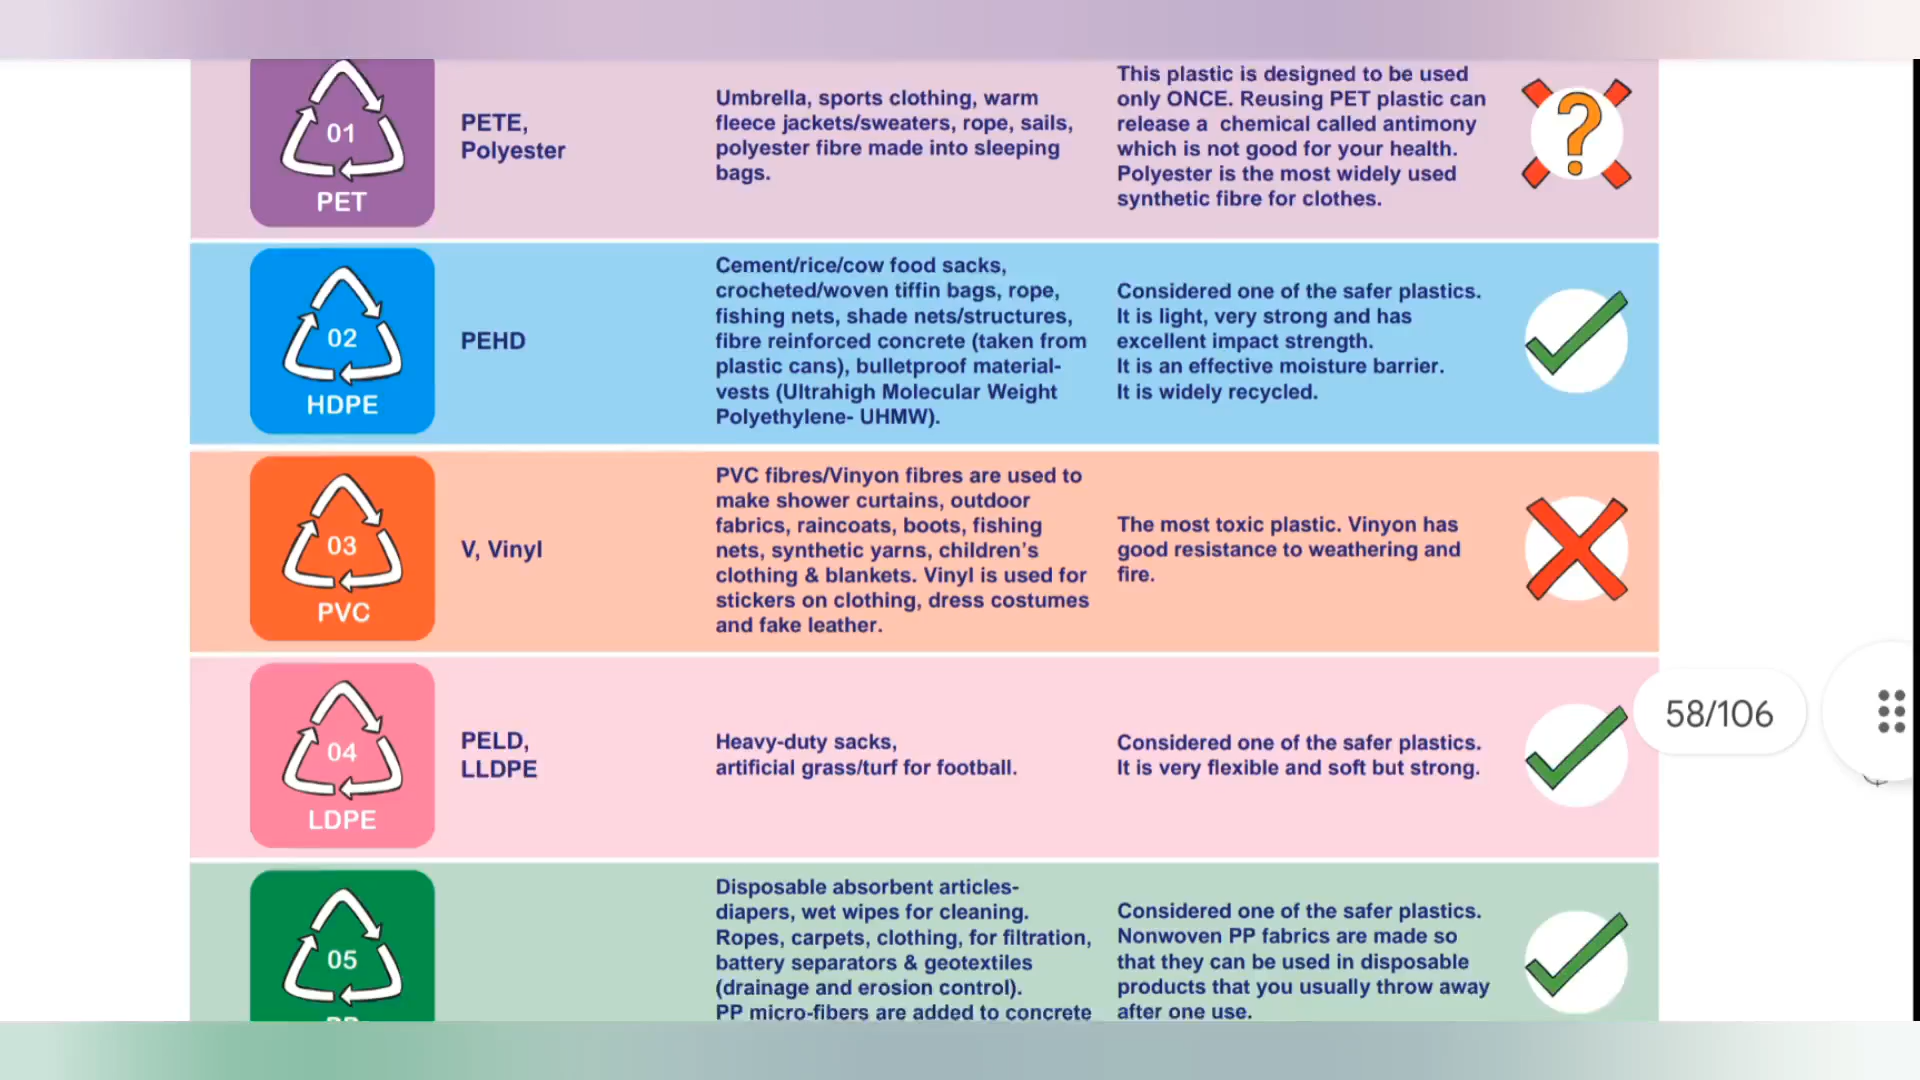 01
PET
PETE,
Polyester
Umbrella, sports clothing, warm
fleece jackets/sweaters, rope, sails,
polyester fibre made into sleeping
bags.
This plastic is designed to be used
only ONCE. Reusing PET plastic can
release a chemical called antimony
which is not good for your health.
Polyester is the most widely used
synthetic fibre for clothes.
?
02
HDPE
PEHD
Cement/rice/cow food sacks,
crocheted/woven tiffin bags, rope,
fishing nets, shade nets/structures,
fibre reinforced concrete (taken from
plastic cans), bulletproof material-
vests (Ultrahigh Molecular Weight
Polyethylene- UHMW).
Considered one of the safer plastics.
It is light, very strong and has
excellent impact strength.
It is an effective moisture barrier.
It is widely recycled.
03
PVC
V, Vinyl
PVC fibres/Vinyon fibres are used to
make shower curtains, outdoor
fabrics, raincoats, boots, fishing
nets, synthetic yarns, children's
clothing & blankets. Vinyl is used for
stickers on clothing, dress costumes
and fake leather.
The most toxic plastic. Vinyon has
good resistance to weathering and
fire.
04
LDPE
PELD,
LLDPE
Heavy-duty sacks,
artificial grass/turf for football.
Considered one of the safer plastics.
It is very flexible and soft but strong.
58/106
05
PP
Disposable absorbent articles-
diapers, wet wipes for cleaning.
Ropes, carpets, clothing, for filtration,
battery separators & geotextiles
(drainage and erosion control).
PP micro-fibers are added to concrete
Considered one of the safer plastics.
Nonwoven PP fabrics are made so
that they can be used in disposable
products that you usually throw away
after one use.